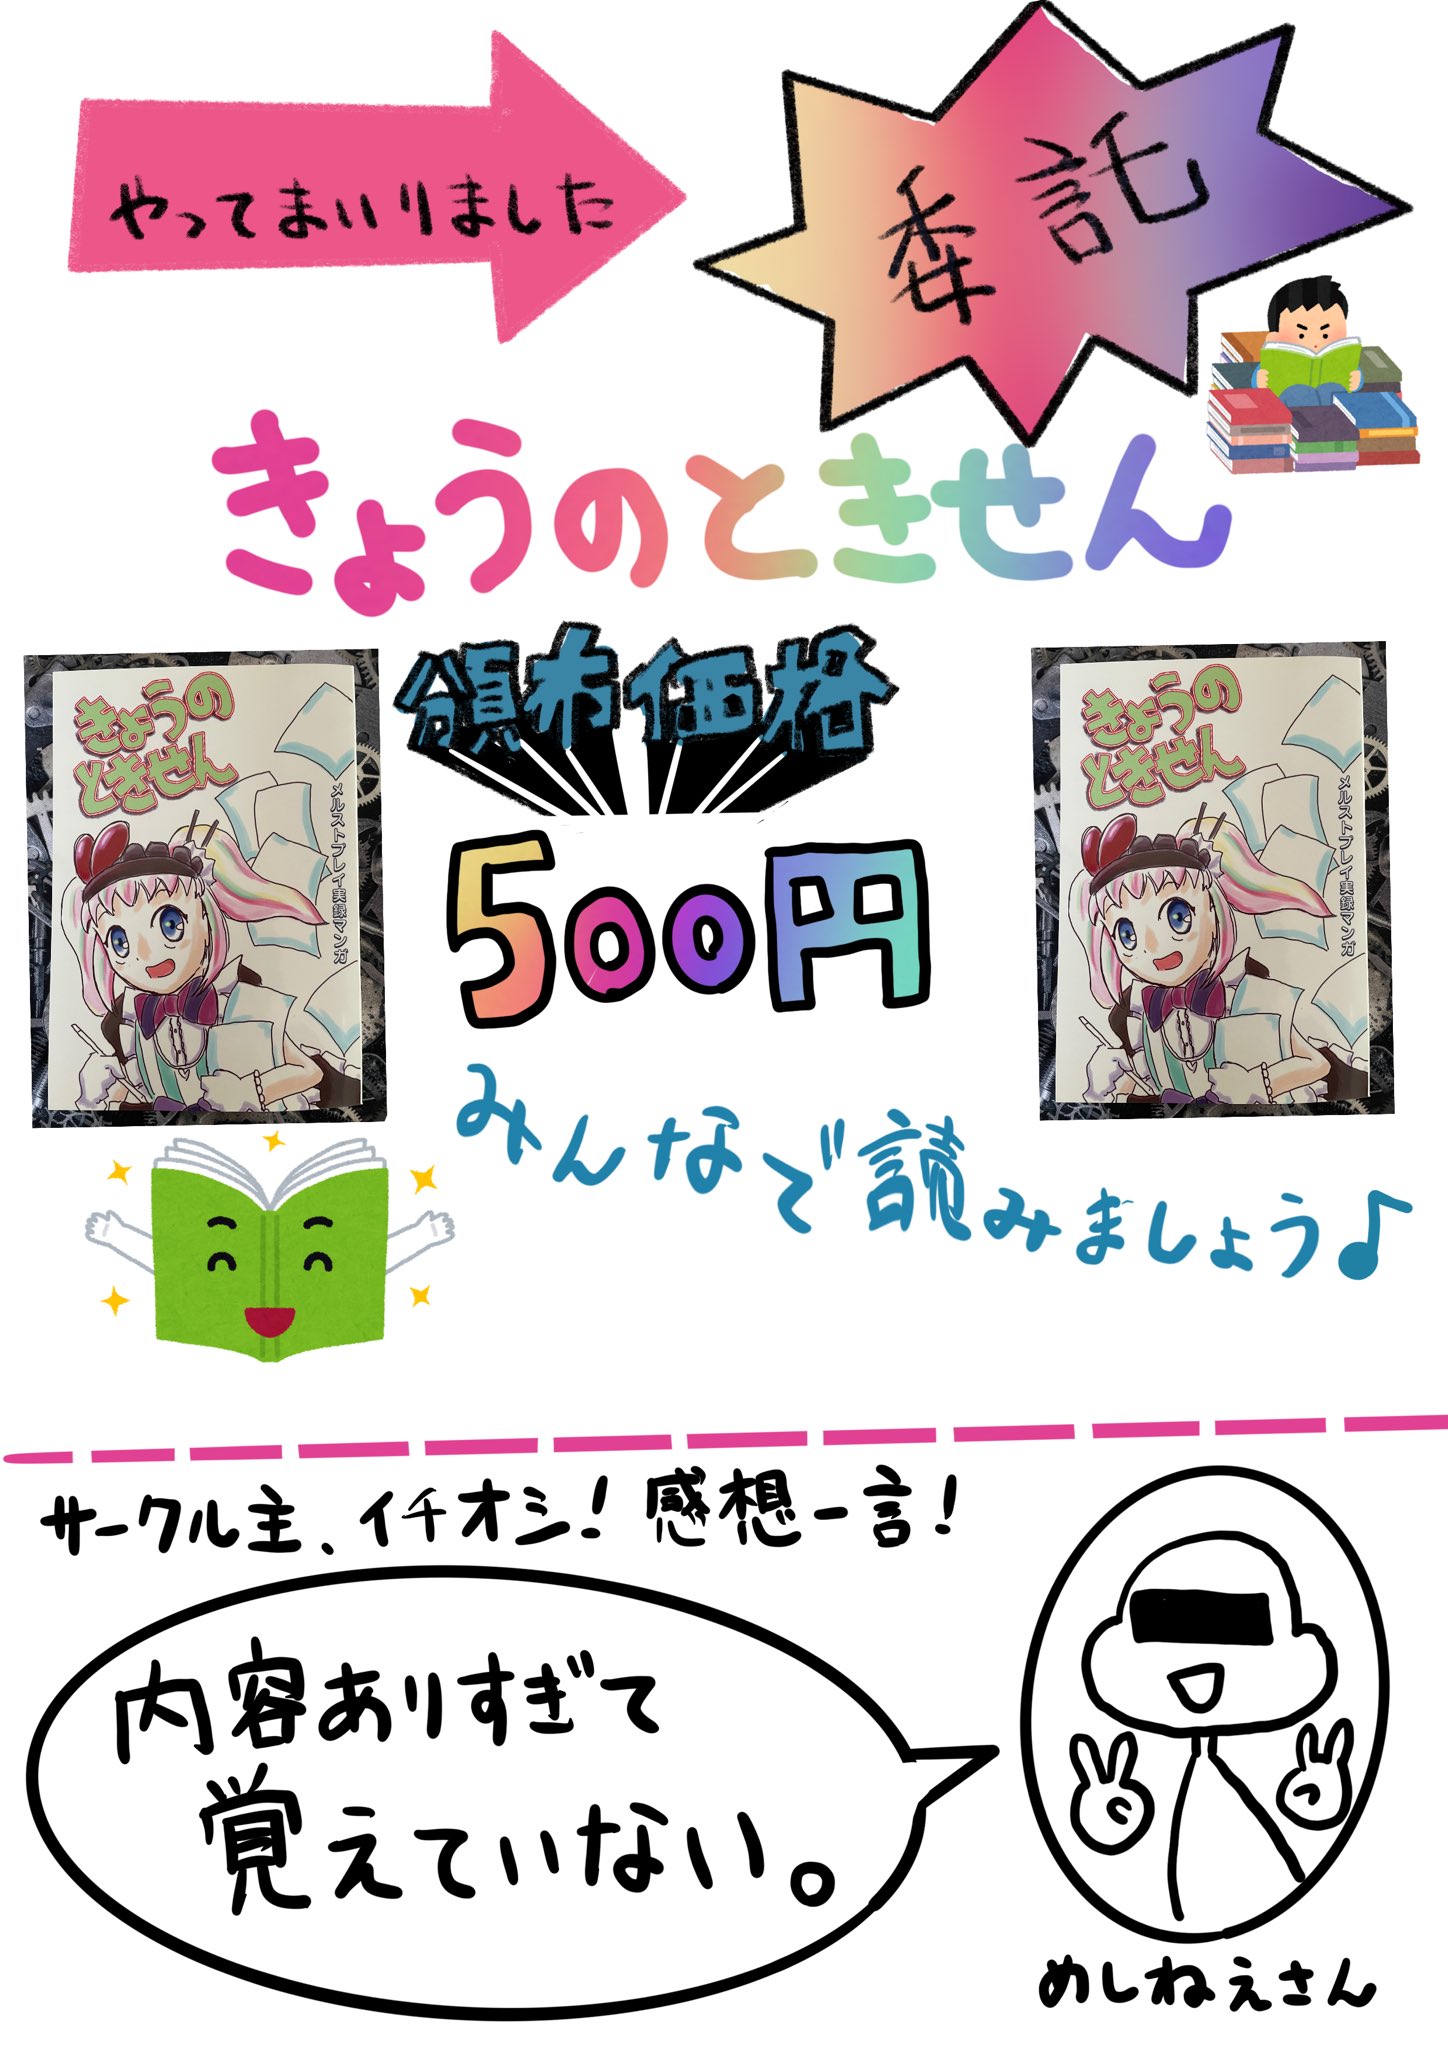 やってまいりました
委託
きょうのときせん
頒布価格
500円
きょうの
ときせん
メルストプレイ実録マンガ
きょうの
ときせん
メルストプレイ実録マンガ
みんなで読みましょう♪
サークル主、イチオシ！感想一言！
内容ありすぎて
覚えていない。
めしねえさん